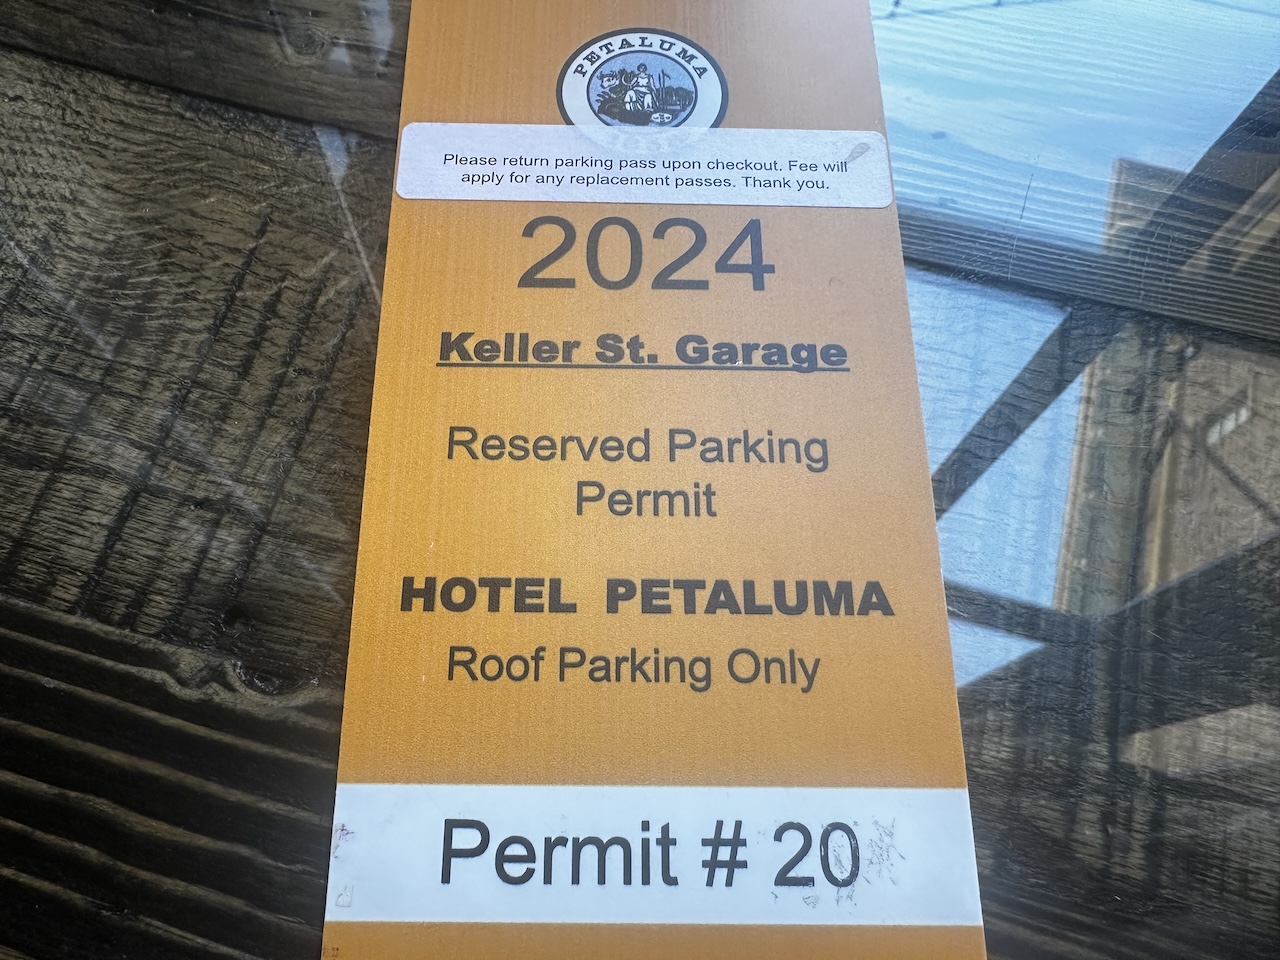 PETALUMA
Please return parking pass upon checkout. Fee will
apply for any replacement passes. Thank you.
2024
Keller St. Garage
Reserved Parking
Permit
HOTEL PETALUMA
Roof Parking Only
Permit # 20